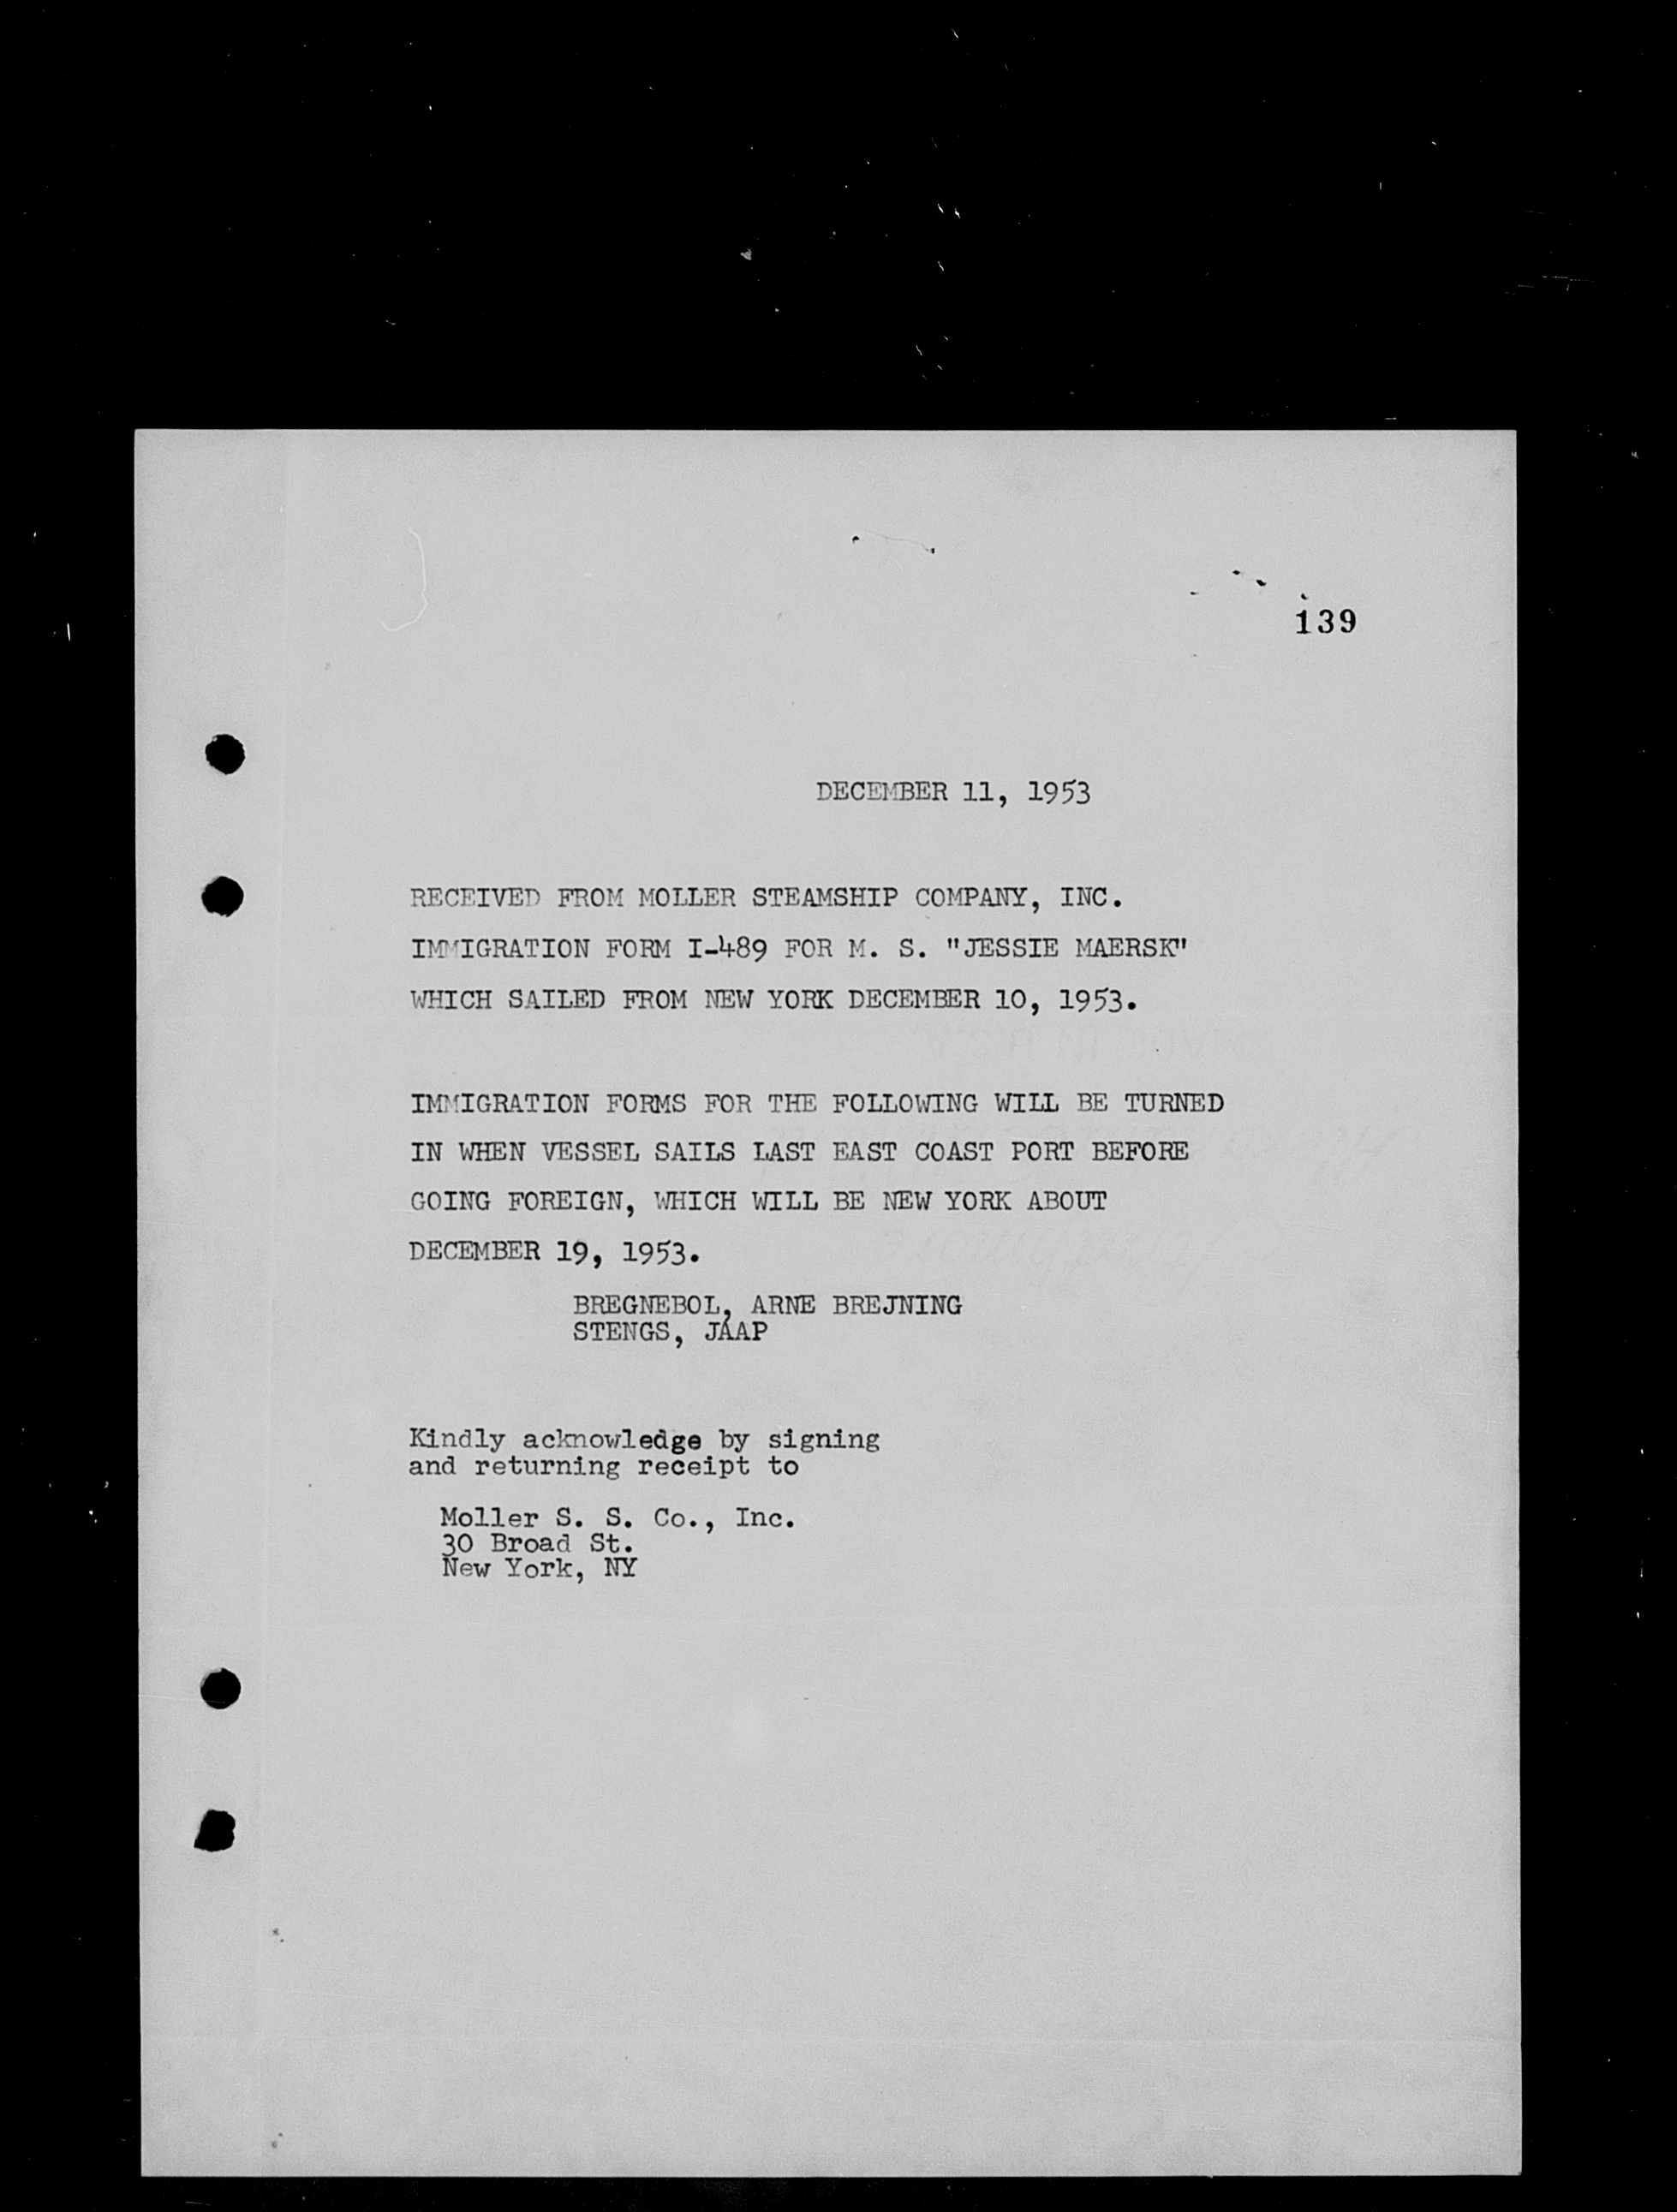 139
DECEMBER 11, 1953
RECEIVED FROM MOLLER STEAMSHIP COMPANY, INC.
IMMIGRATION FORM I-489 FOR M. S. "JESSIE MAERSK"
WHICH SAILED FROM NEW YORK DECEMBER 10, 1953.
IMMIGRATION FORMS FOR THE FOLLOWING WILL BE TURNED
IN WHEN VESSEL SAILS LAST EAST COAST PORT BEFORE
GOING FOREIGN, WHICH WILL BE NEW YORK ABOUT
DECEMBER 19, 1953.
BREGNEBOL, ARNE BREJNING
STENGS, JAAP
Kindly acknowledge by signing
and returning receipt to
Moller S. S. Co., Inc.
30 Broad St.
New York, NY